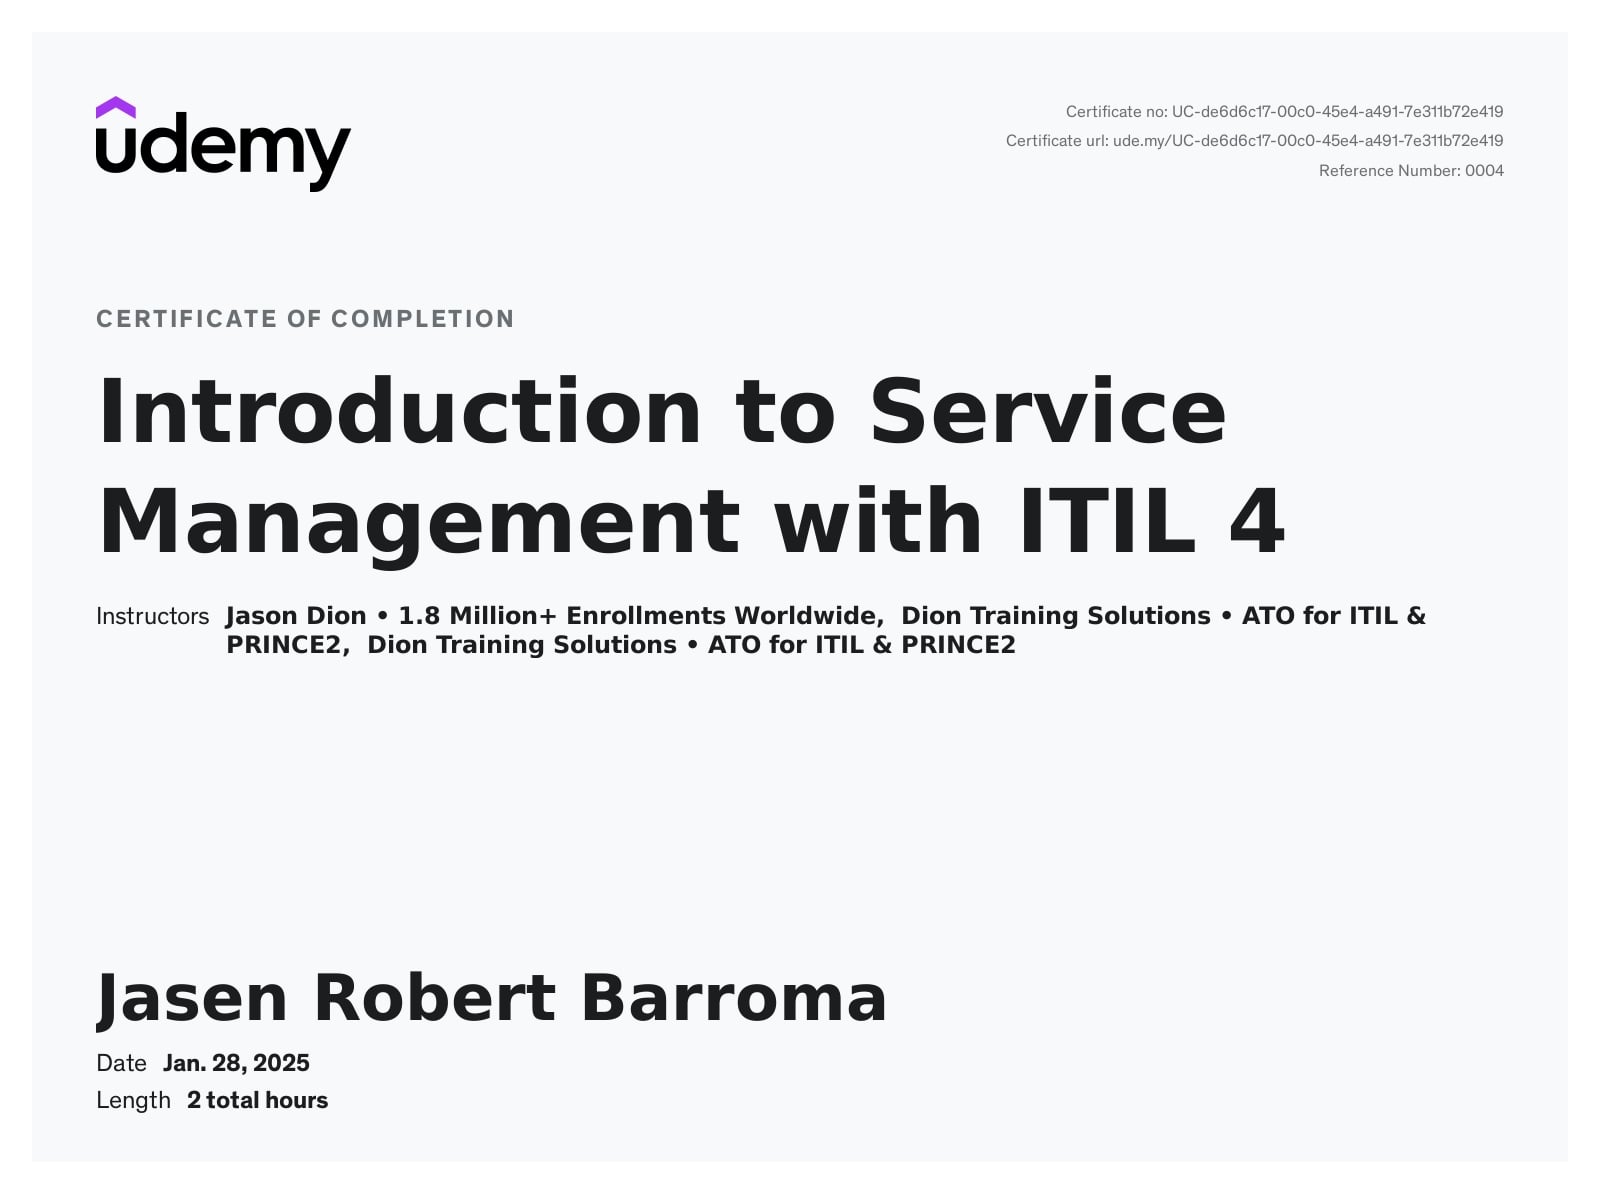 udemy
Certificate no: UC-de6d6c17-00c0-45e4-a491-7e311b72e419
Certificate url: ude.my/UC-de6d6c17-00c0-45e4-a491-7e311b72e419
Reference Number: 0004
CERTIFICATE OF COMPLETION
Introduction to Service
Management with ITIL 4
Instructors Jason Dion • 1.8 Million+ Enrollments Worldwide, Dion Training Solutions • ATO for ITIL &
PRINCE2, Dion Training Solutions • ATO for ITIL & PRINCE2
Jasen Robert Barroma
Date Jan. 28, 2025
Length 2 total hours